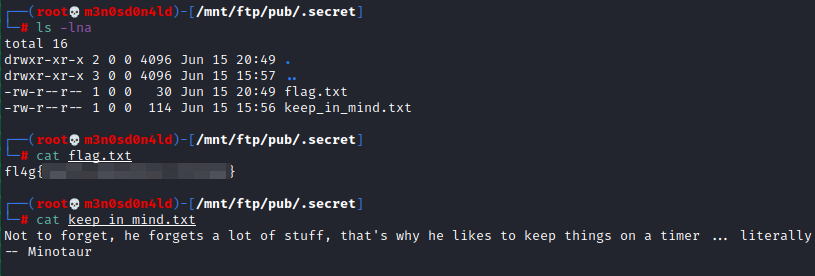 (root💀m3n0sd0n4ld)-[/mnt/ftp/pub/.secret]
# ls -lna
total 16
drwxr-xr-x 2 0 0 4096 Jun 15 20:49 .
drwxr-xr-x 3 0 0 4096 Jun 15 15:57 ..
-rw-r--r-- 1 0 0   30 Jun 15 20:49 flag.txt
-rw-r--r-- 1 0 0  114 Jun 15 15:56 keep_in_mind.txt
(root💀m3n0sd0n4ld)-[/mnt/ftp/pub/.secret]
# cat flag.txt
fl4g{ }
(root💀m3n0sd0n4ld)-[/mnt/ftp/pub/.secret]
# cat keep_in_mind.txt
Not to forget, he forgets a lot of stuff, that's why he likes to keep things on a timer ... literally
-- Minotaur